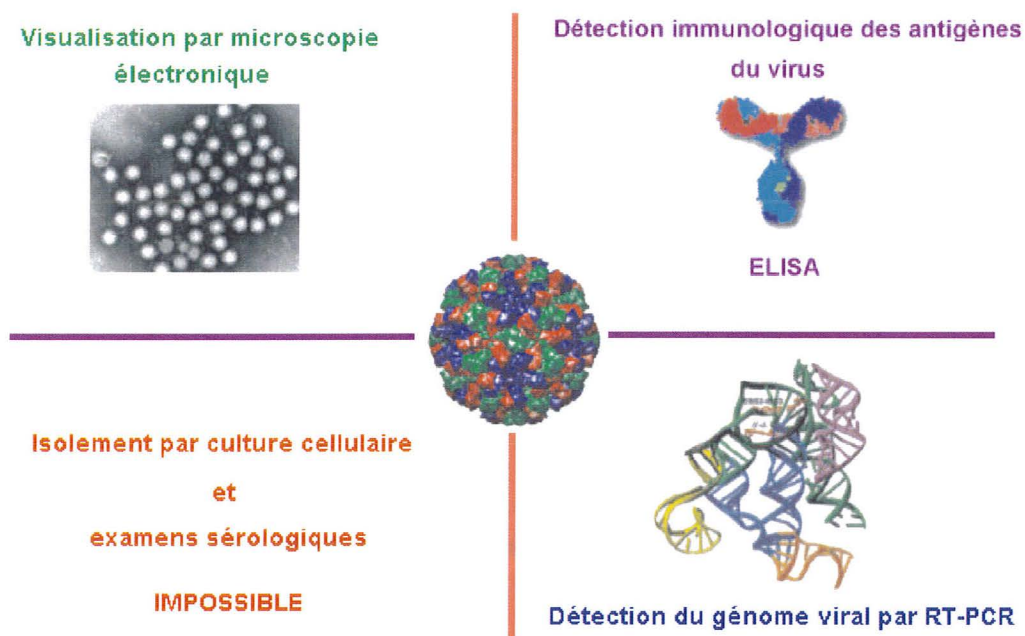 Visualisation par microscopie
électronique
Détection immunologique des antigènes
du virus
ELISA
Isolement par culture cellulaire
et
examens sérologiques
IMPOSSIBLE
Détection du génome viral par RT-PCR